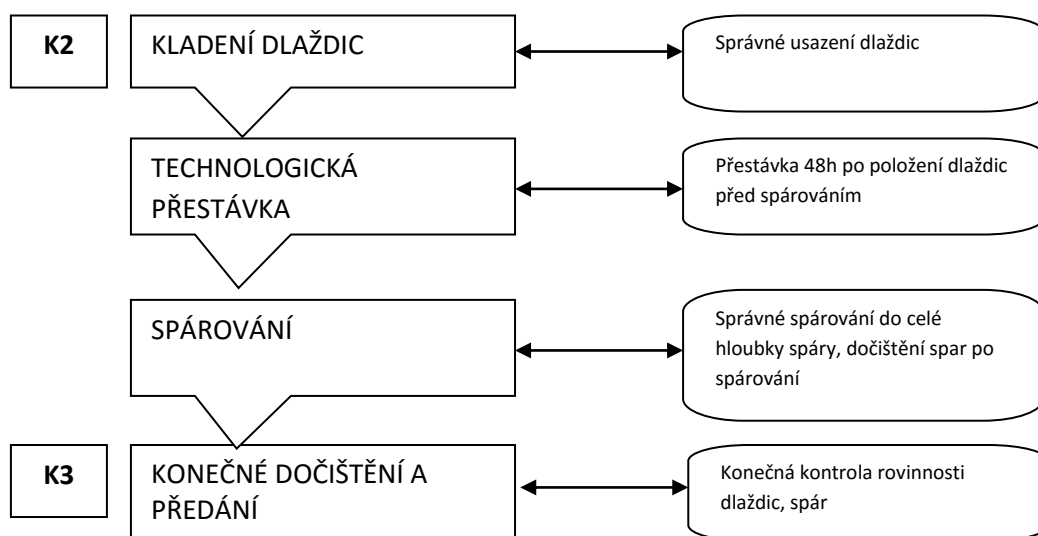 K2
KLADENÍ DLAŽDIC
Správné usazení dlaždic
TECHNOLOGICKÁ
PŘESTÁVKA
Přestávka 48h po položení dlaždic
před spárováním
SPÁROVÁNÍ
Správné spárování do celé
hloubky spáry, dočištění spar po
spárování
K3
KONEČNÉ DOČIŠTĚNÍ A
PŘEDÁNÍ
Konečná kontrola rovinnosti
dlaždic, spár